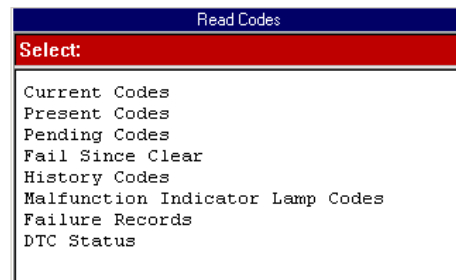 Read Codes
Select:
Current Codes
Present Codes
Pending Codes
Fail Since Clear
History Codes
Malfunction Indicator Lamp Codes
Failure Records
DTC Status